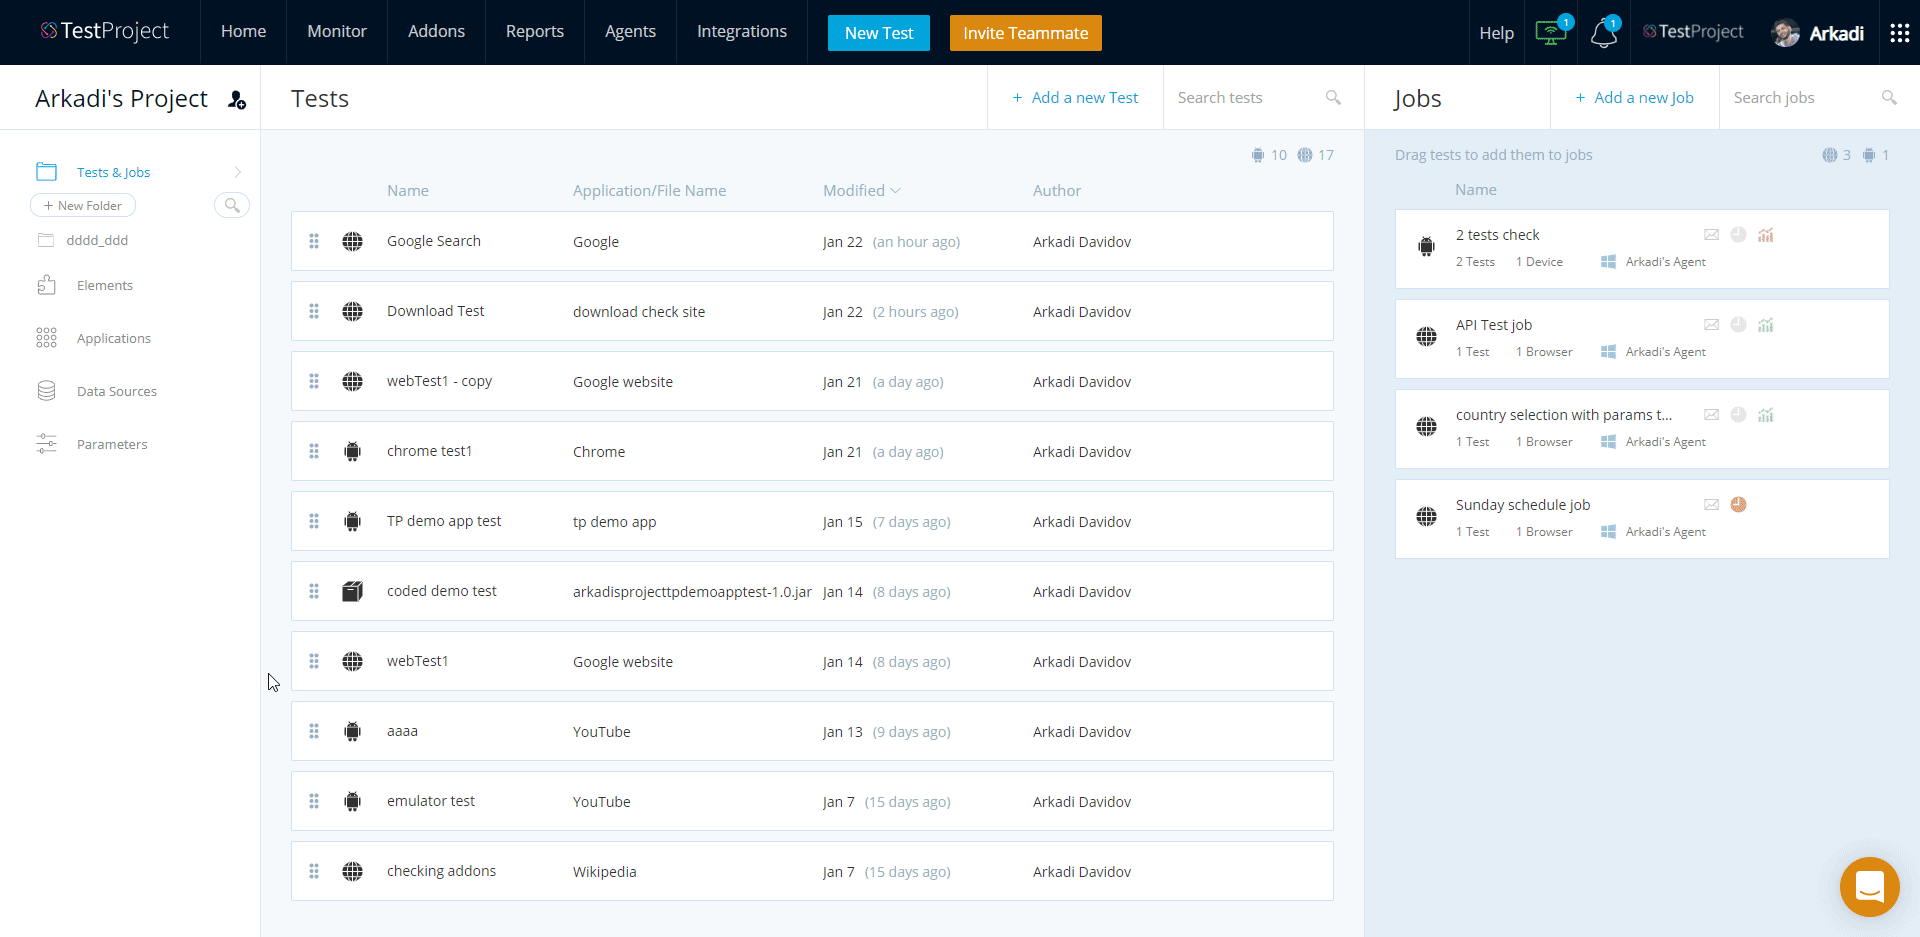 TestProject
Home
Monitor
Addons
Reports
Agents
Integrations
New Test
Invite Teammate
Help
1
1
TestProject
Arkadi
Arkadi's Project
Tests
+ Add a new Test
Search tests
Jobs
+ Add a new Job
Search jobs
Tests & Jobs
+ New Folder
dddd_ddd
Elements
Applications
Data Sources
Parameters
10 17
Name Application/File Name Modified Author
Google Search Google Jan 22 (an hour ago) Arkadi Davidov
Download Test download check site Jan 22 (2 hours ago) Arkadi Davidov
webTest1 - copy Google website Jan 21 (a day ago) Arkadi Davidov
chrome test1 Chrome Jan 21 (a day ago) Arkadi Davidov
TP demo app test tp demo app Jan 15 (7 days ago) Arkadi Davidov
coded demo test arkadisprojecttpdemoapptest-1.0.jar Jan 14 (8 days ago) Arkadi Davidov
webTest1 Google website Jan 14 (8 days ago) Arkadi Davidov
aaaa YouTube Jan 13 (9 days ago) Arkadi Davidov
emulator test YouTube Jan 7 (15 days ago) Arkadi Davidov
checking addons Wikipedia Jan 7 (15 days ago) Arkadi Davidov
Drag tests to add them to jobs 3 1
Name
2 tests check
2 Tests 1 Device Arkadi's Agent
API Test job
1 Test 1 Browser Arkadi's Agent
country selection with params t...
1 Test 1 Browser Arkadi's Agent
Sunday schedule job
1 Test 1 Browser Arkadi's Agent